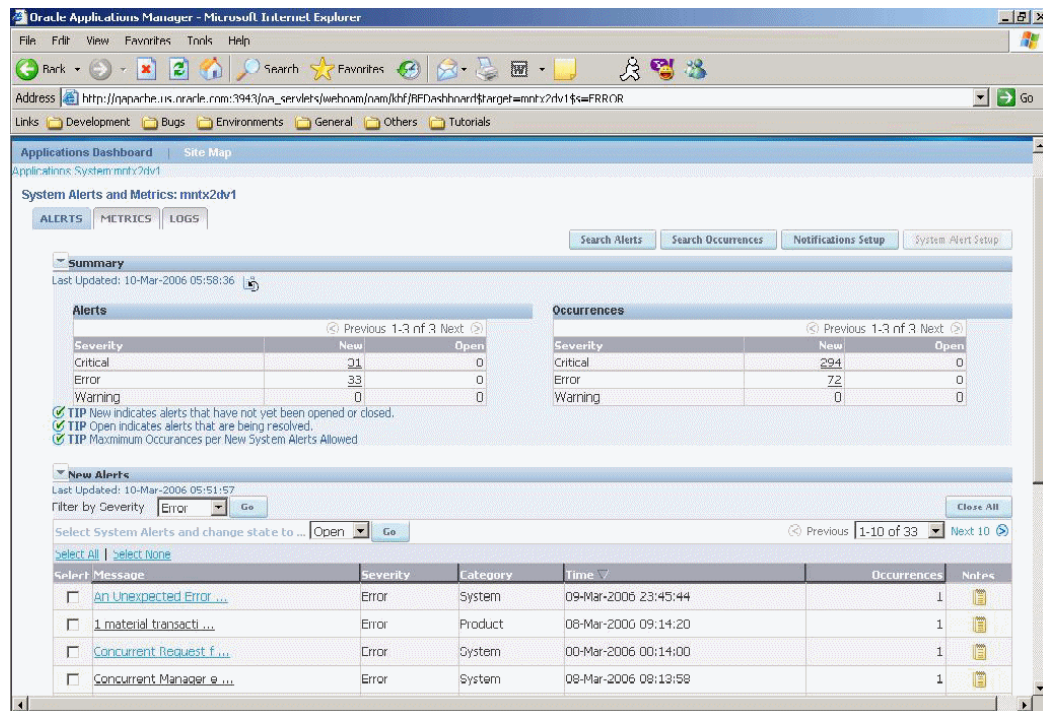 Oracle Applications Manager - Microsoft Internet Explorer
File Edit View Favorites Tools Help
Back Search Favorites
Address http://qapache.us.oracle.com:3943/oa_servlets/weboam/oam/khf/BEDashboard$target=mntx2dv1$s=ERROR Go
Links Development Bugs Environments General Others Tutorials
Applications Dashboard | Site Map
Applications System:mntx2dv1
System Alerts and Metrics: mntx2dv1
ALERTS METRICS LOGS
Search Alerts Search Occurrences Notifications Setup System Alert Setup
Summary
Last Updated: 10-Mar-2006 05:58:36
Alerts Occurrences
Previous 1-3 of 3 Next Previous 1-3 of 3 Next
Severity New Open Severity New Open
Critical 31 0 Critical 294 0
Error 33 0 Error 72 0
Warning 0 0 Warning 0 0
TIP New indicates alerts that have not yet been opened or closed.
TIP Open indicates alerts that are being resolved.
TIP Maxmimum Occurances per New System Alerts Allowed
New Alerts
Last Updated: 10-Mar-2006 05:51:57
Filter by Severity Error Go Close All
Select System Alerts and change state to ... Open Go Previous 1-10 of 33 Next 10
Select All | Select None
Select Message Severity Category Time Occurrences Notes
An Unexpected Error ... Error System 09-Mar-2006 23:45:44 1
1 material transacti ... Error Product 08-Mar-2006 09:14:20 1
Concurrent Request f ... Error System 1
Concurrent Manager e ... Error System 08-Mar-2006 08:13:58 1